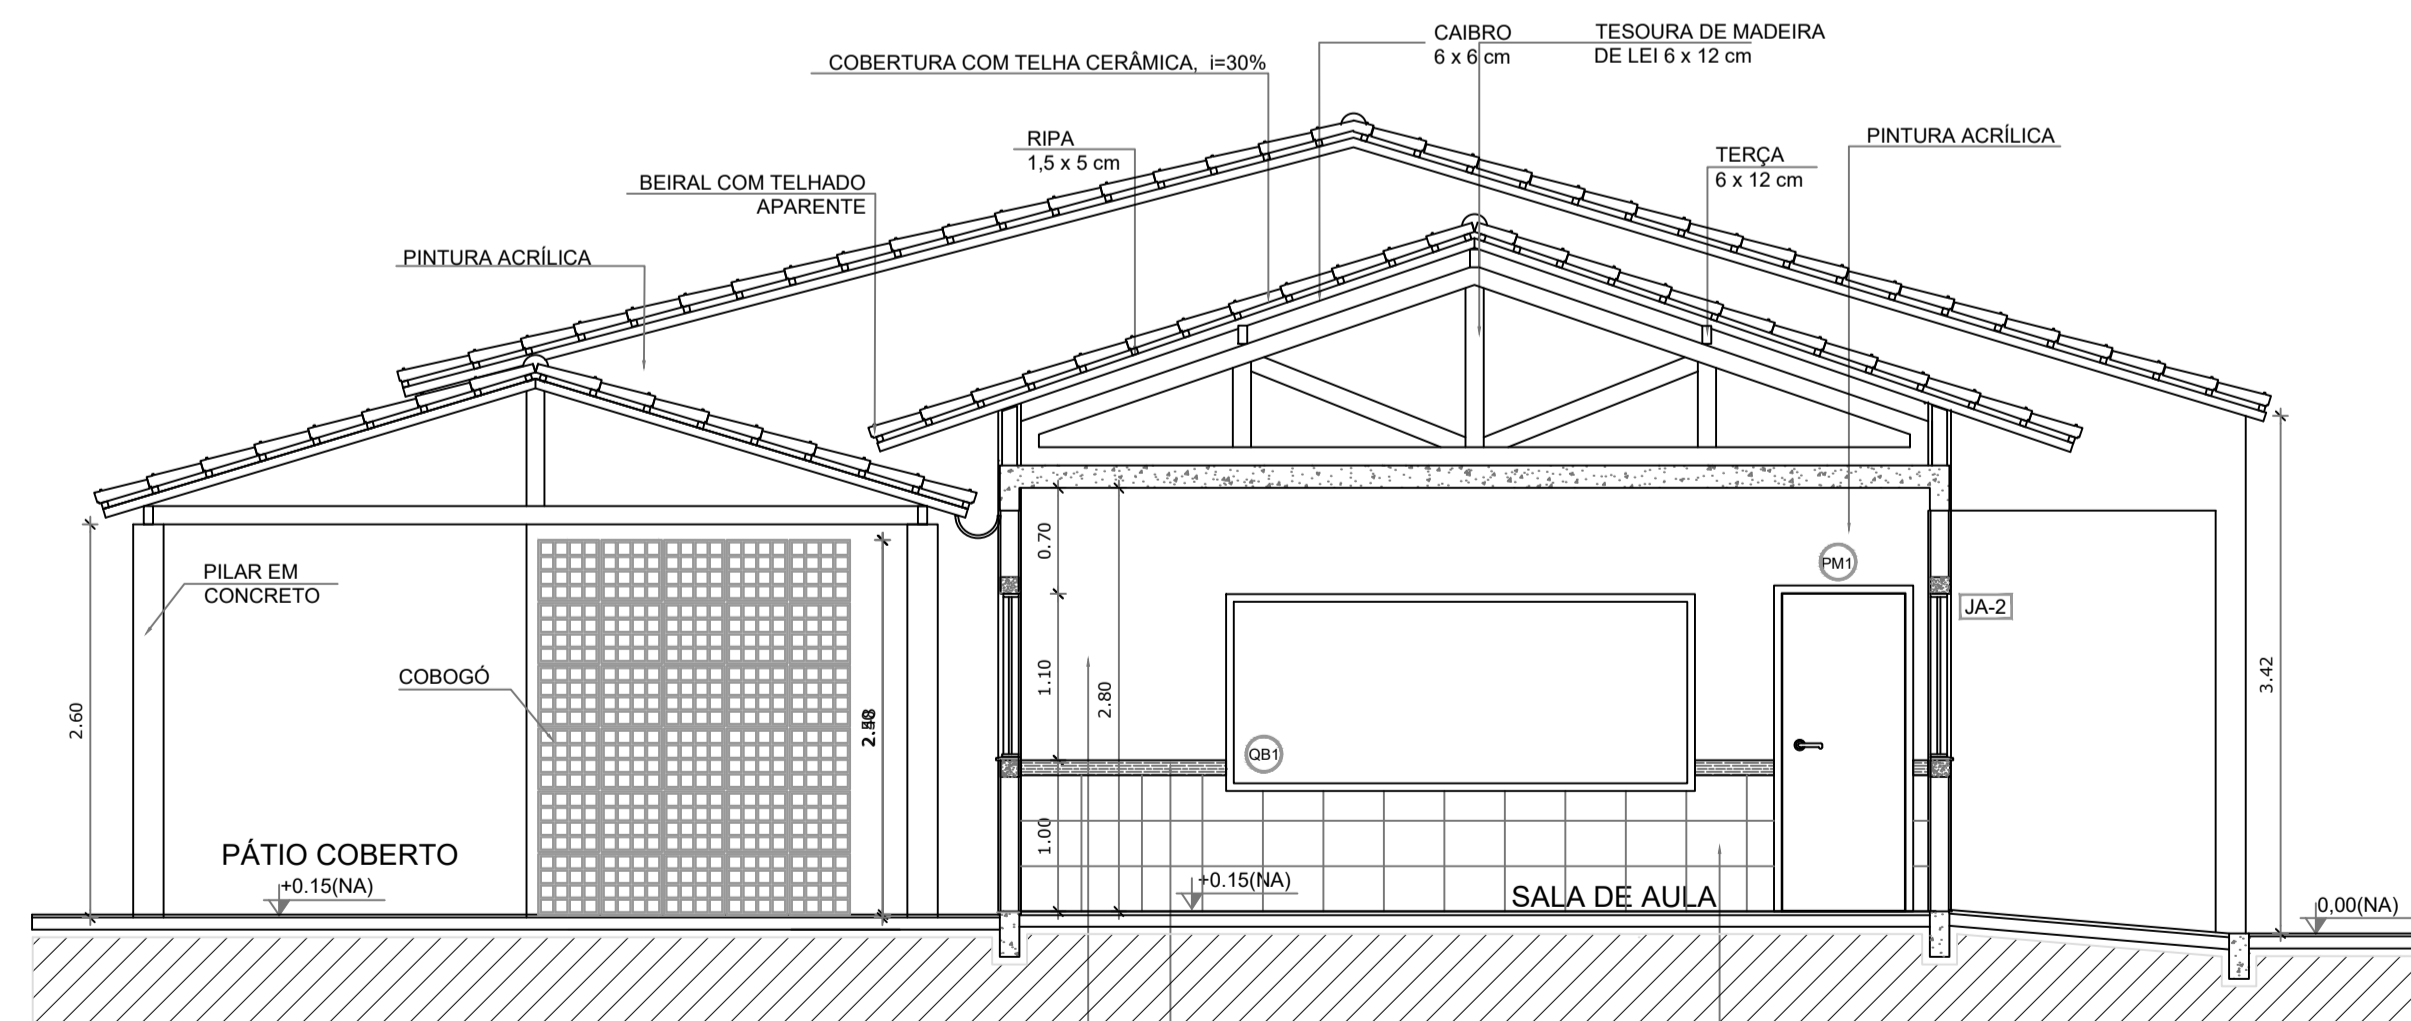 CAIBRO
6 x 6 cm
TESOURA DE MADEIRA
DE LEI 6 x 12 cm
COBERTURA COM TELHA CERÂMICA, i=30%
RIPA
1,5 x 5 cm
PINTURA ACRÍLICA
TERÇA
6 x 12 cm
BEIRAL COM TELHADO
APARENTE
PINTURA ACRÍLICA
0.70
PM1
PILAR EM
CONCRETO
JA-2
COBOGÓ
1.10
2.80
3.42
2.60
QB1
1.00
PÁTIO COBERTO
+0.15(NA)
+0.15(NA)
SALA DE AULA
0,00(NA)